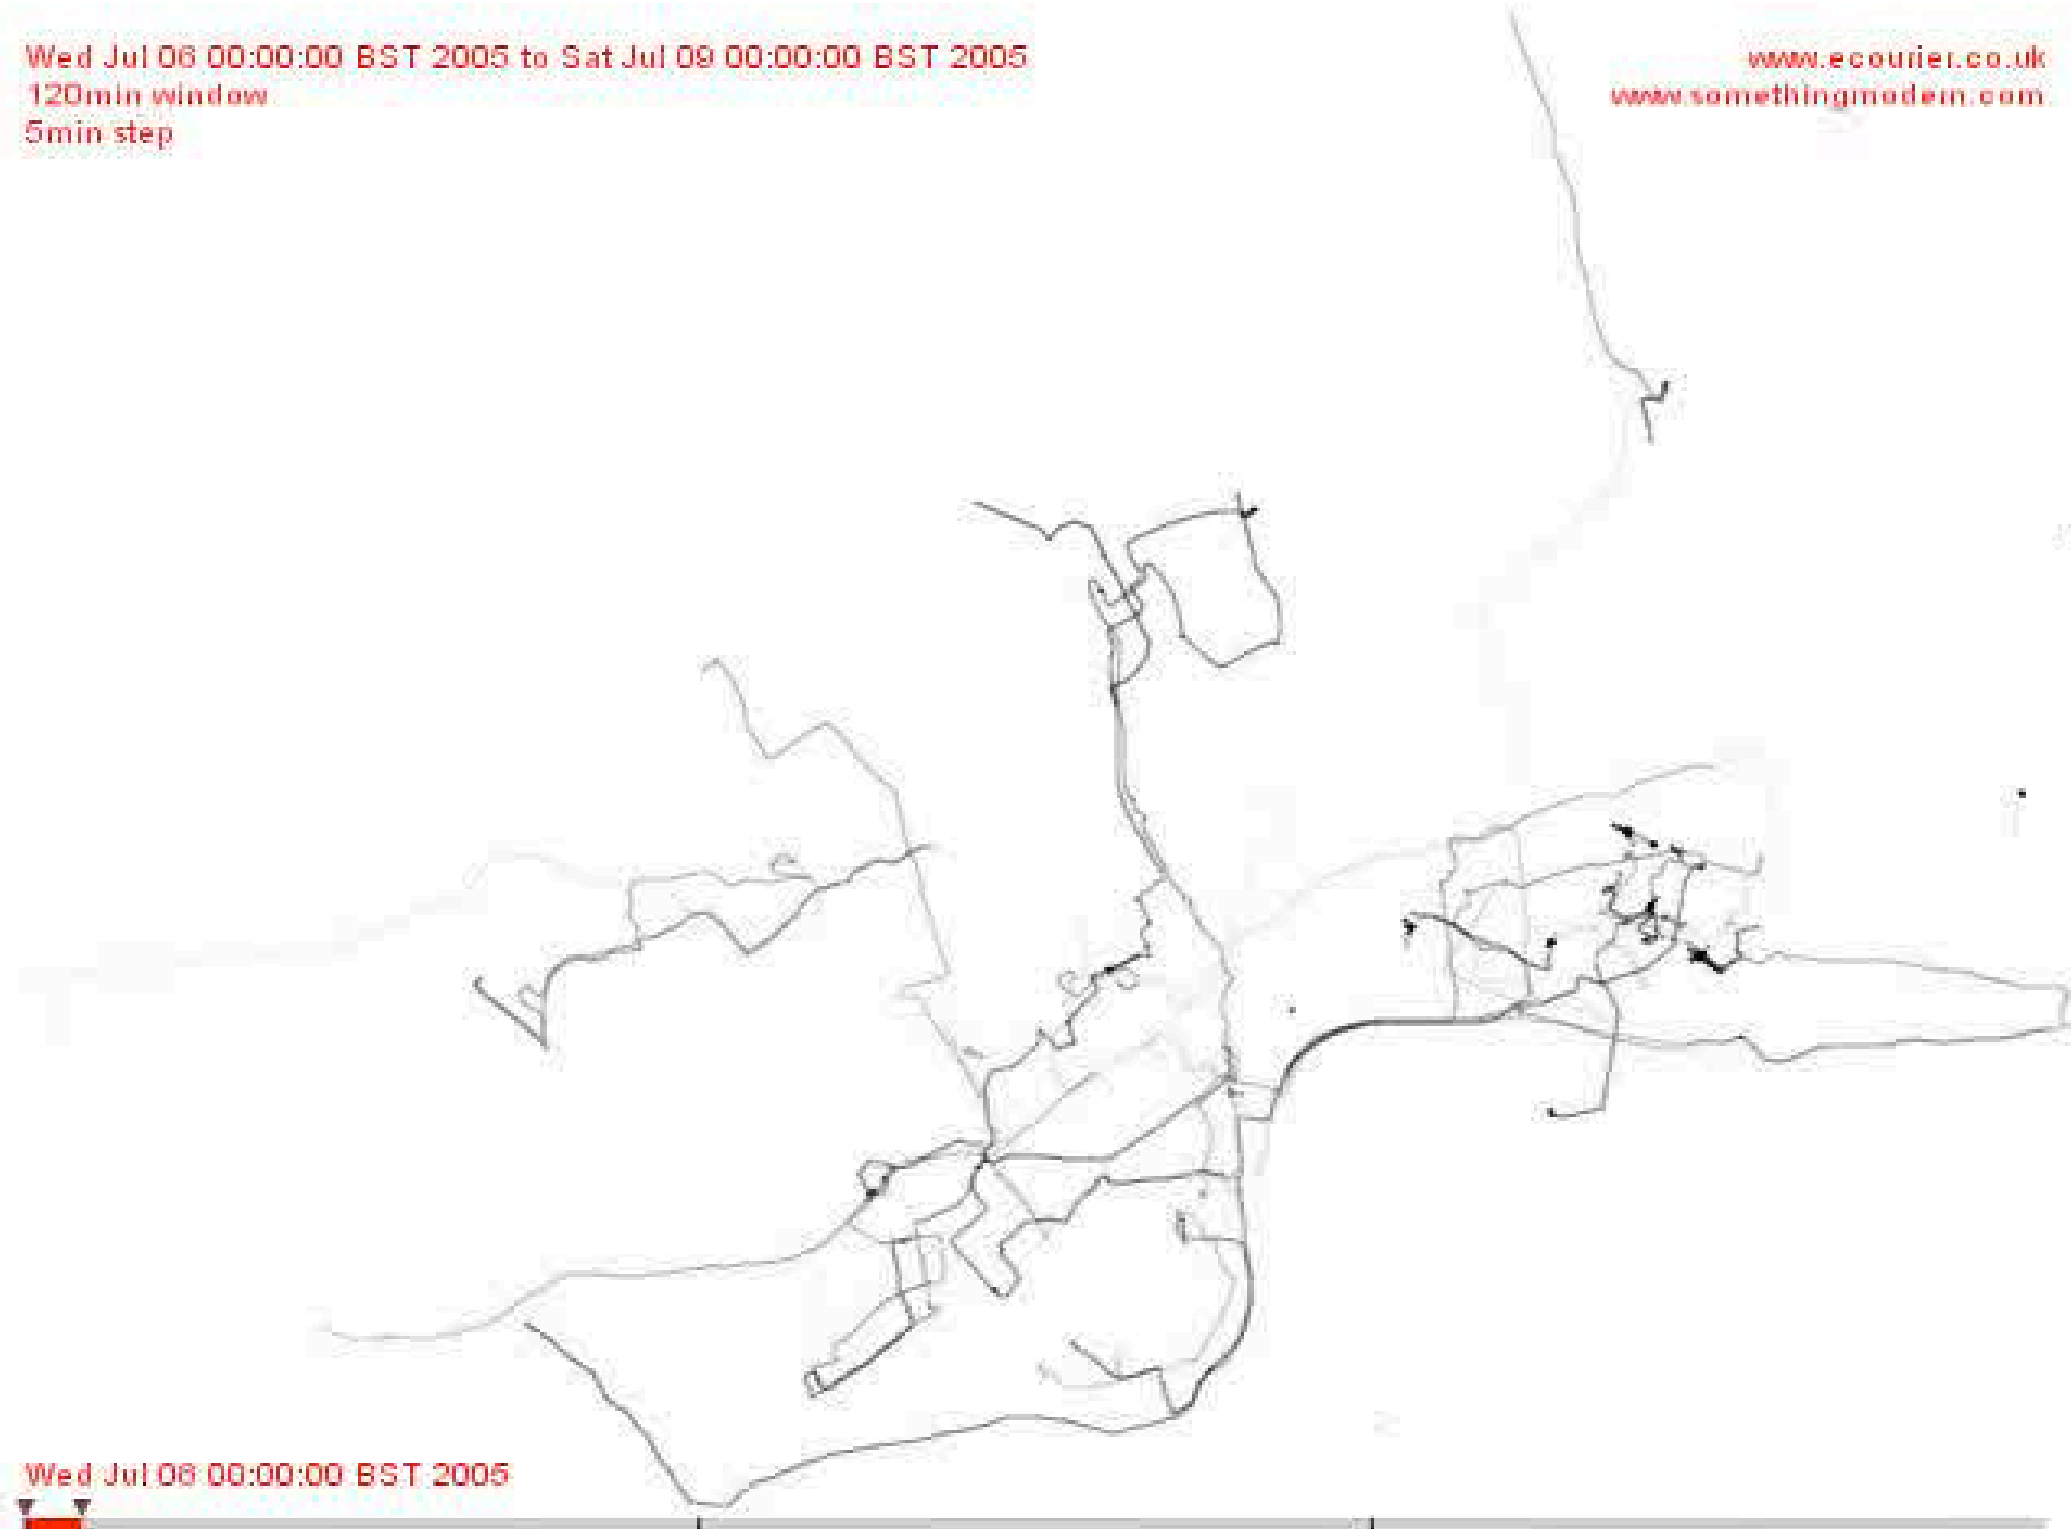 Wed Jul 06 00:00:00 BST 2005 to Sat Jul 09 00:00:00 BST 2005
120min window
5min step
www.ecourier.co.uk
www.somethingmodern.com
Wed Jul 06 00:00:00 BST 2005